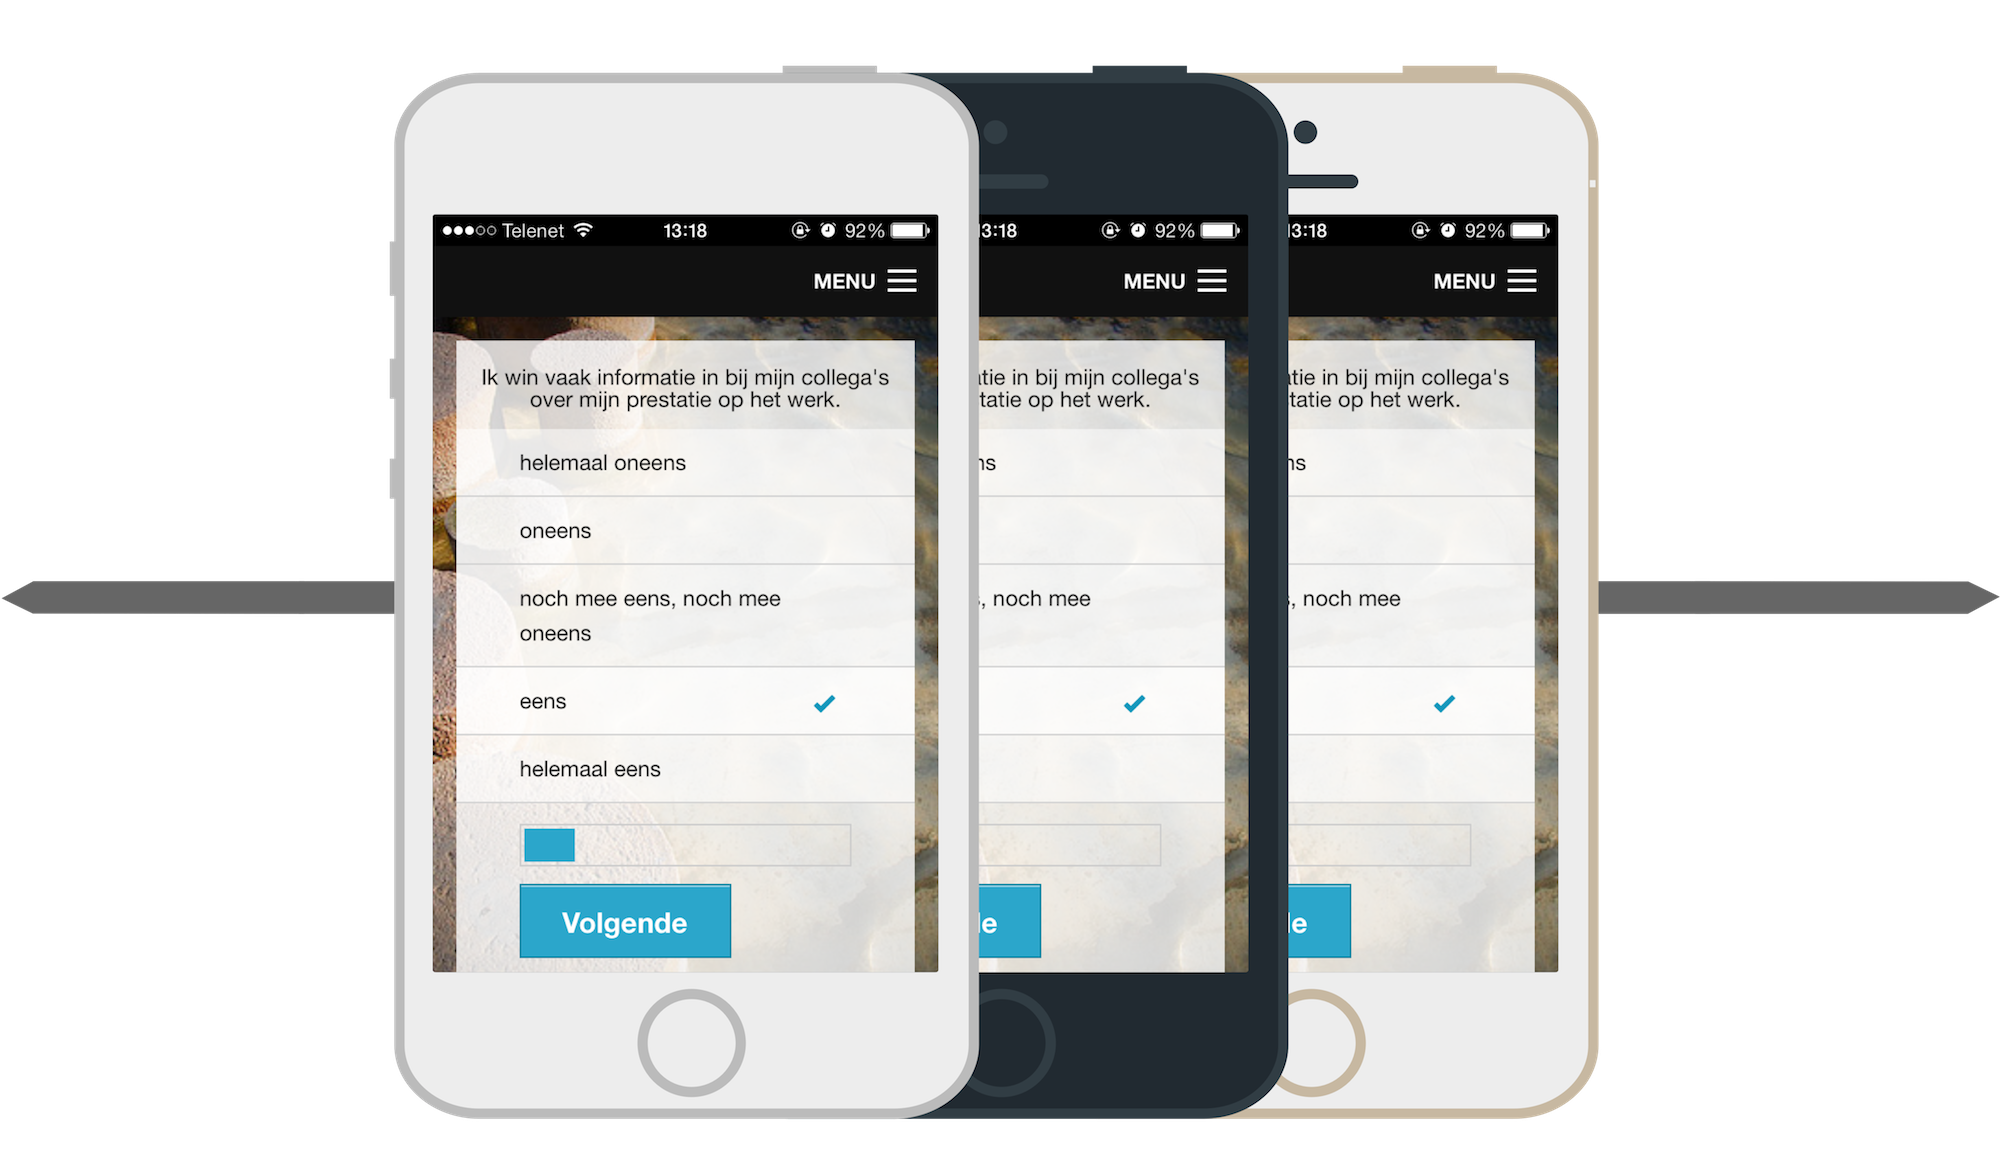 Telenet 13:18 92%
MENU
Ik win vaak informatie in bij mijn collega's
over mijn prestatie op het werk.
helemaal oneens
oneens
noch mee eens, noch mee
oneens
eens
helemaal eens
Volgende
13:18 92%
MENU
tie in bij mijn collega's
tatie op het werk.
ns
, noch mee
le
13:18 92%
MENU
tie in bij mijn collega's
tatie op het werk.
ns
, noch mee
le